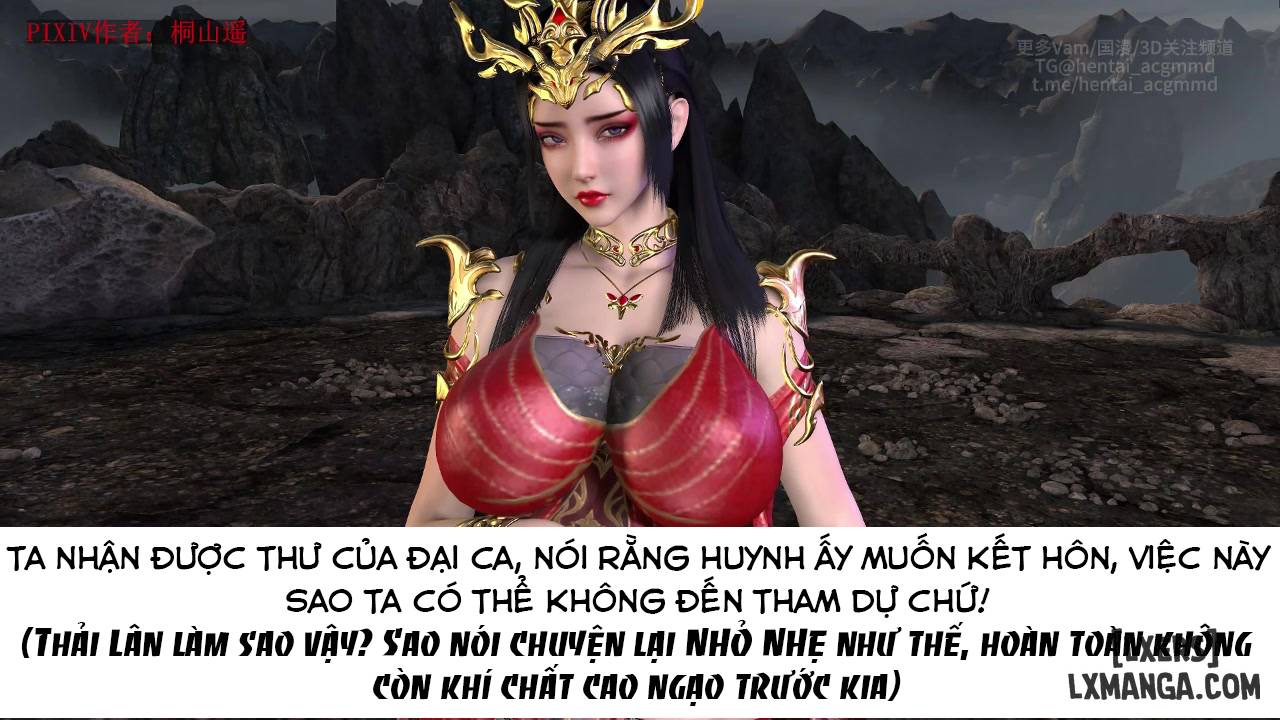 PIXIV作者：桐山遥
更多Vam/国漫/3D关注频道
TG@hentai_acgmmd
t.me/hentai_acgmmd
TA NHẬN ĐƯỢC THƯ CỦA ĐẠI CA, NÓI RẰNG HUYNH ẤY MUỐN KẾT HÔN, VIỆC NÀY
SAO TA CÓ THỂ KHÔNG ĐẾN THAM DỰ CHỨ!
(THẢI LÂN LÀM SAO VẬY? SAO NÓI CHUYỆN LẠI NHỎ NHẸ NHƯ THẾ, HOÀN TOÀN KHÔNG
CÒN KHÍ CHẤT CAO NGẠO TRƯỚC KIA)
[LXERS]
LXMANGA.COM